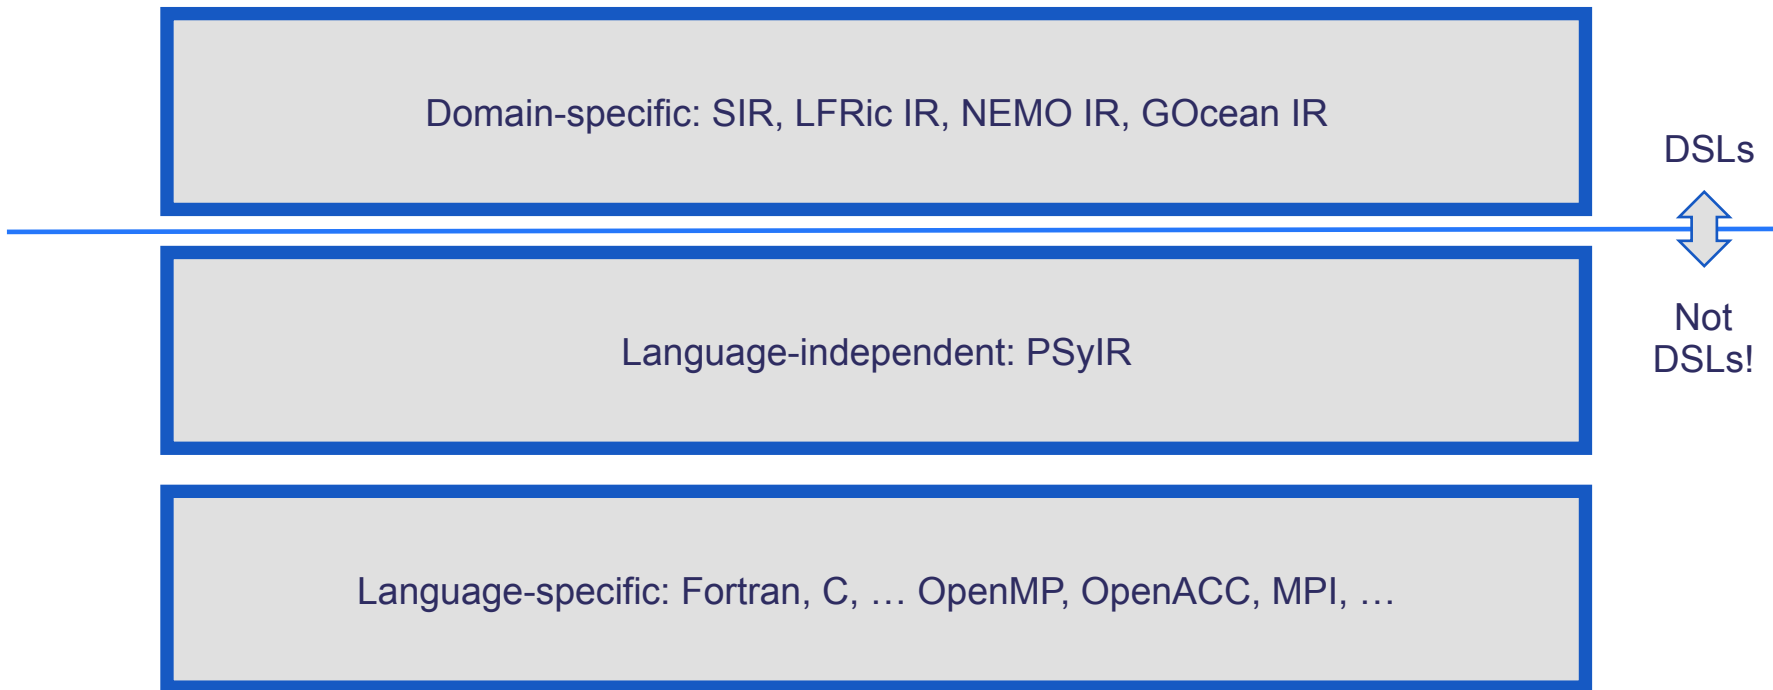 Domain-specific: SIR, LFRic IR, NEMO IR, GOcean IR
DSLs
Not
DSLs!
Language-independent: PSyIR
Language-specific: Fortran, C, … OpenMP, OpenACC, MPI, …